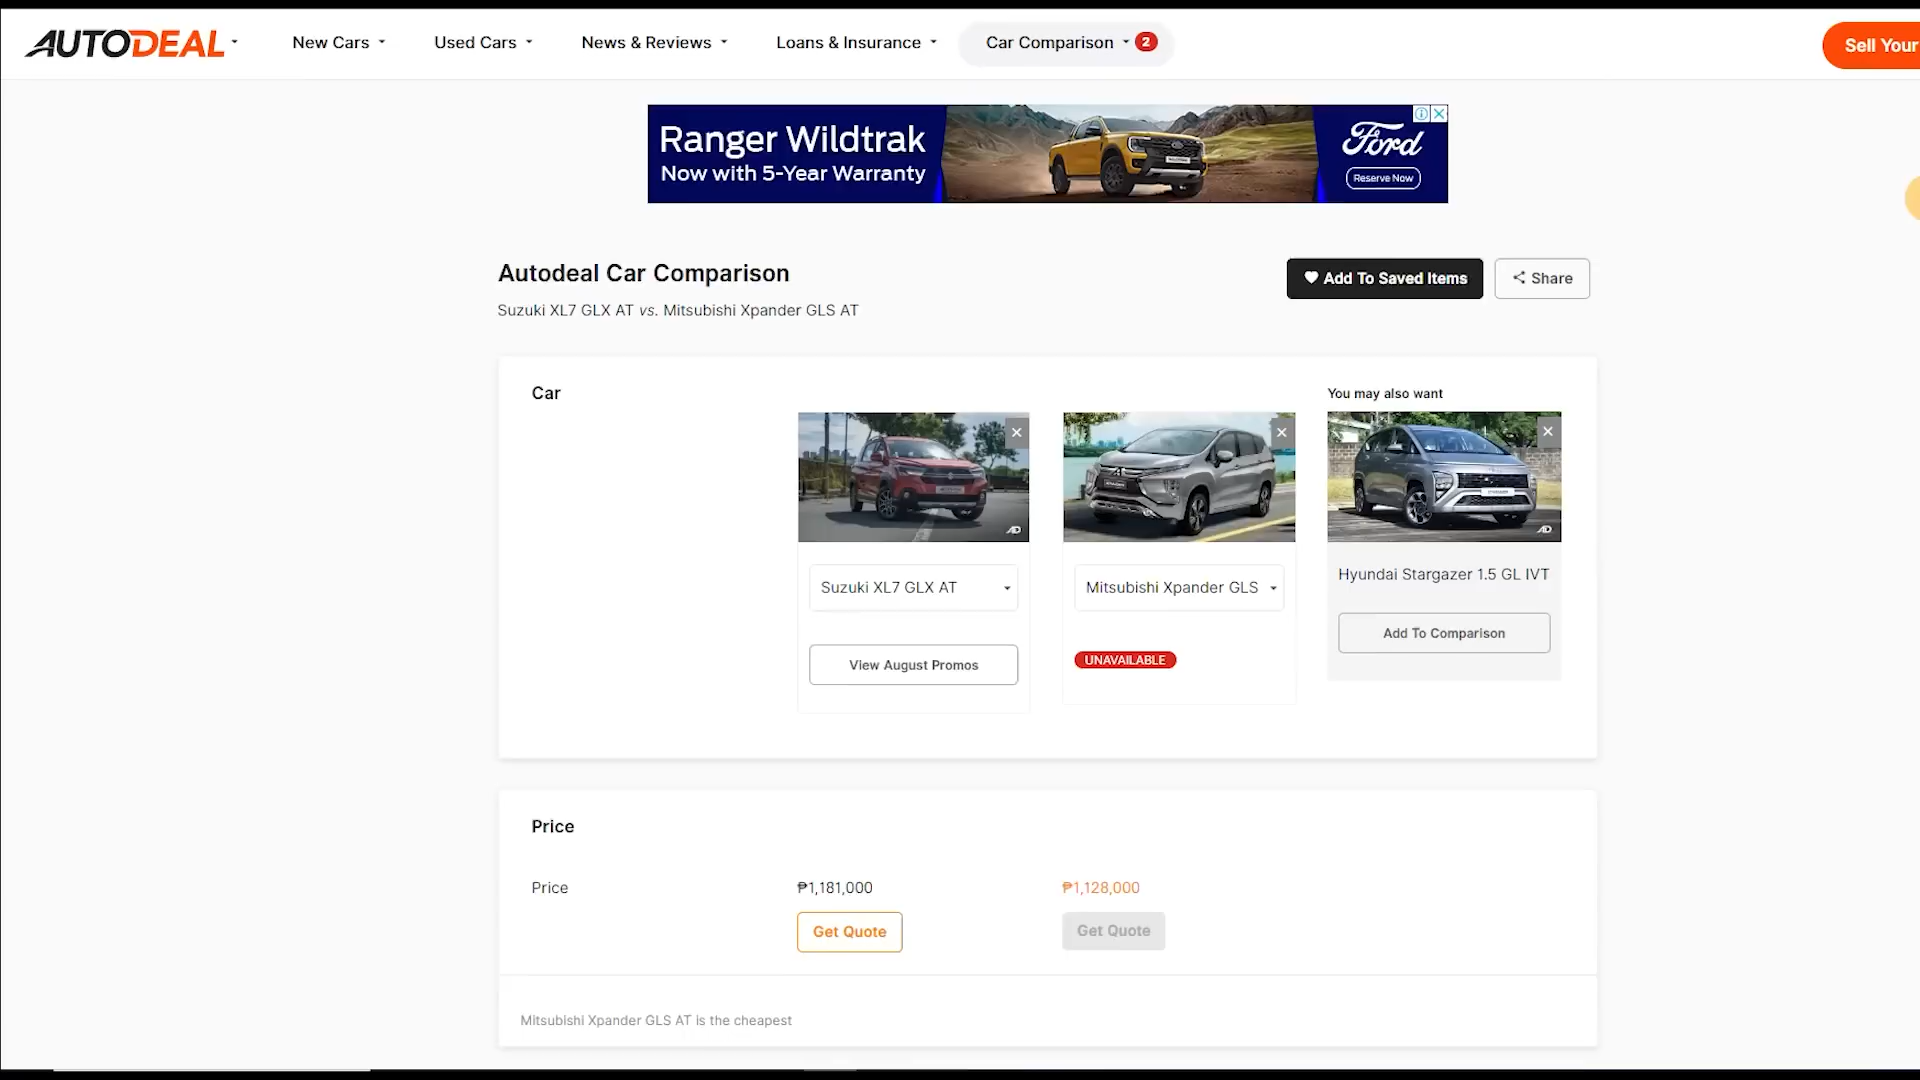 AUTODEAL
New Cars
Used Cars
News & Reviews
Loans & Insurance
Car Comparison
2
Sell Your
Ranger Wildtrak
Now with 5-Year Warranty
Ford
Reserve Now
Autodeal Car Comparison
Suzuki XL7 GLX AT vs. Mitsubishi Xpander GLS AT
Add To Saved Items
Share
Car
You may also want
AD
AD
Suzuki XL7 GLX AT
Mitsubishi Xpander GLS
Hyundai Stargazer 1.5 GL IVT
View August Promos
UNAVAILABLE
Add To Comparison
Price
Price
₱1,181,000
₱1,128,000
Get Quote
Get Quote
Mitsubishi Xpander GLS AT is the cheapest